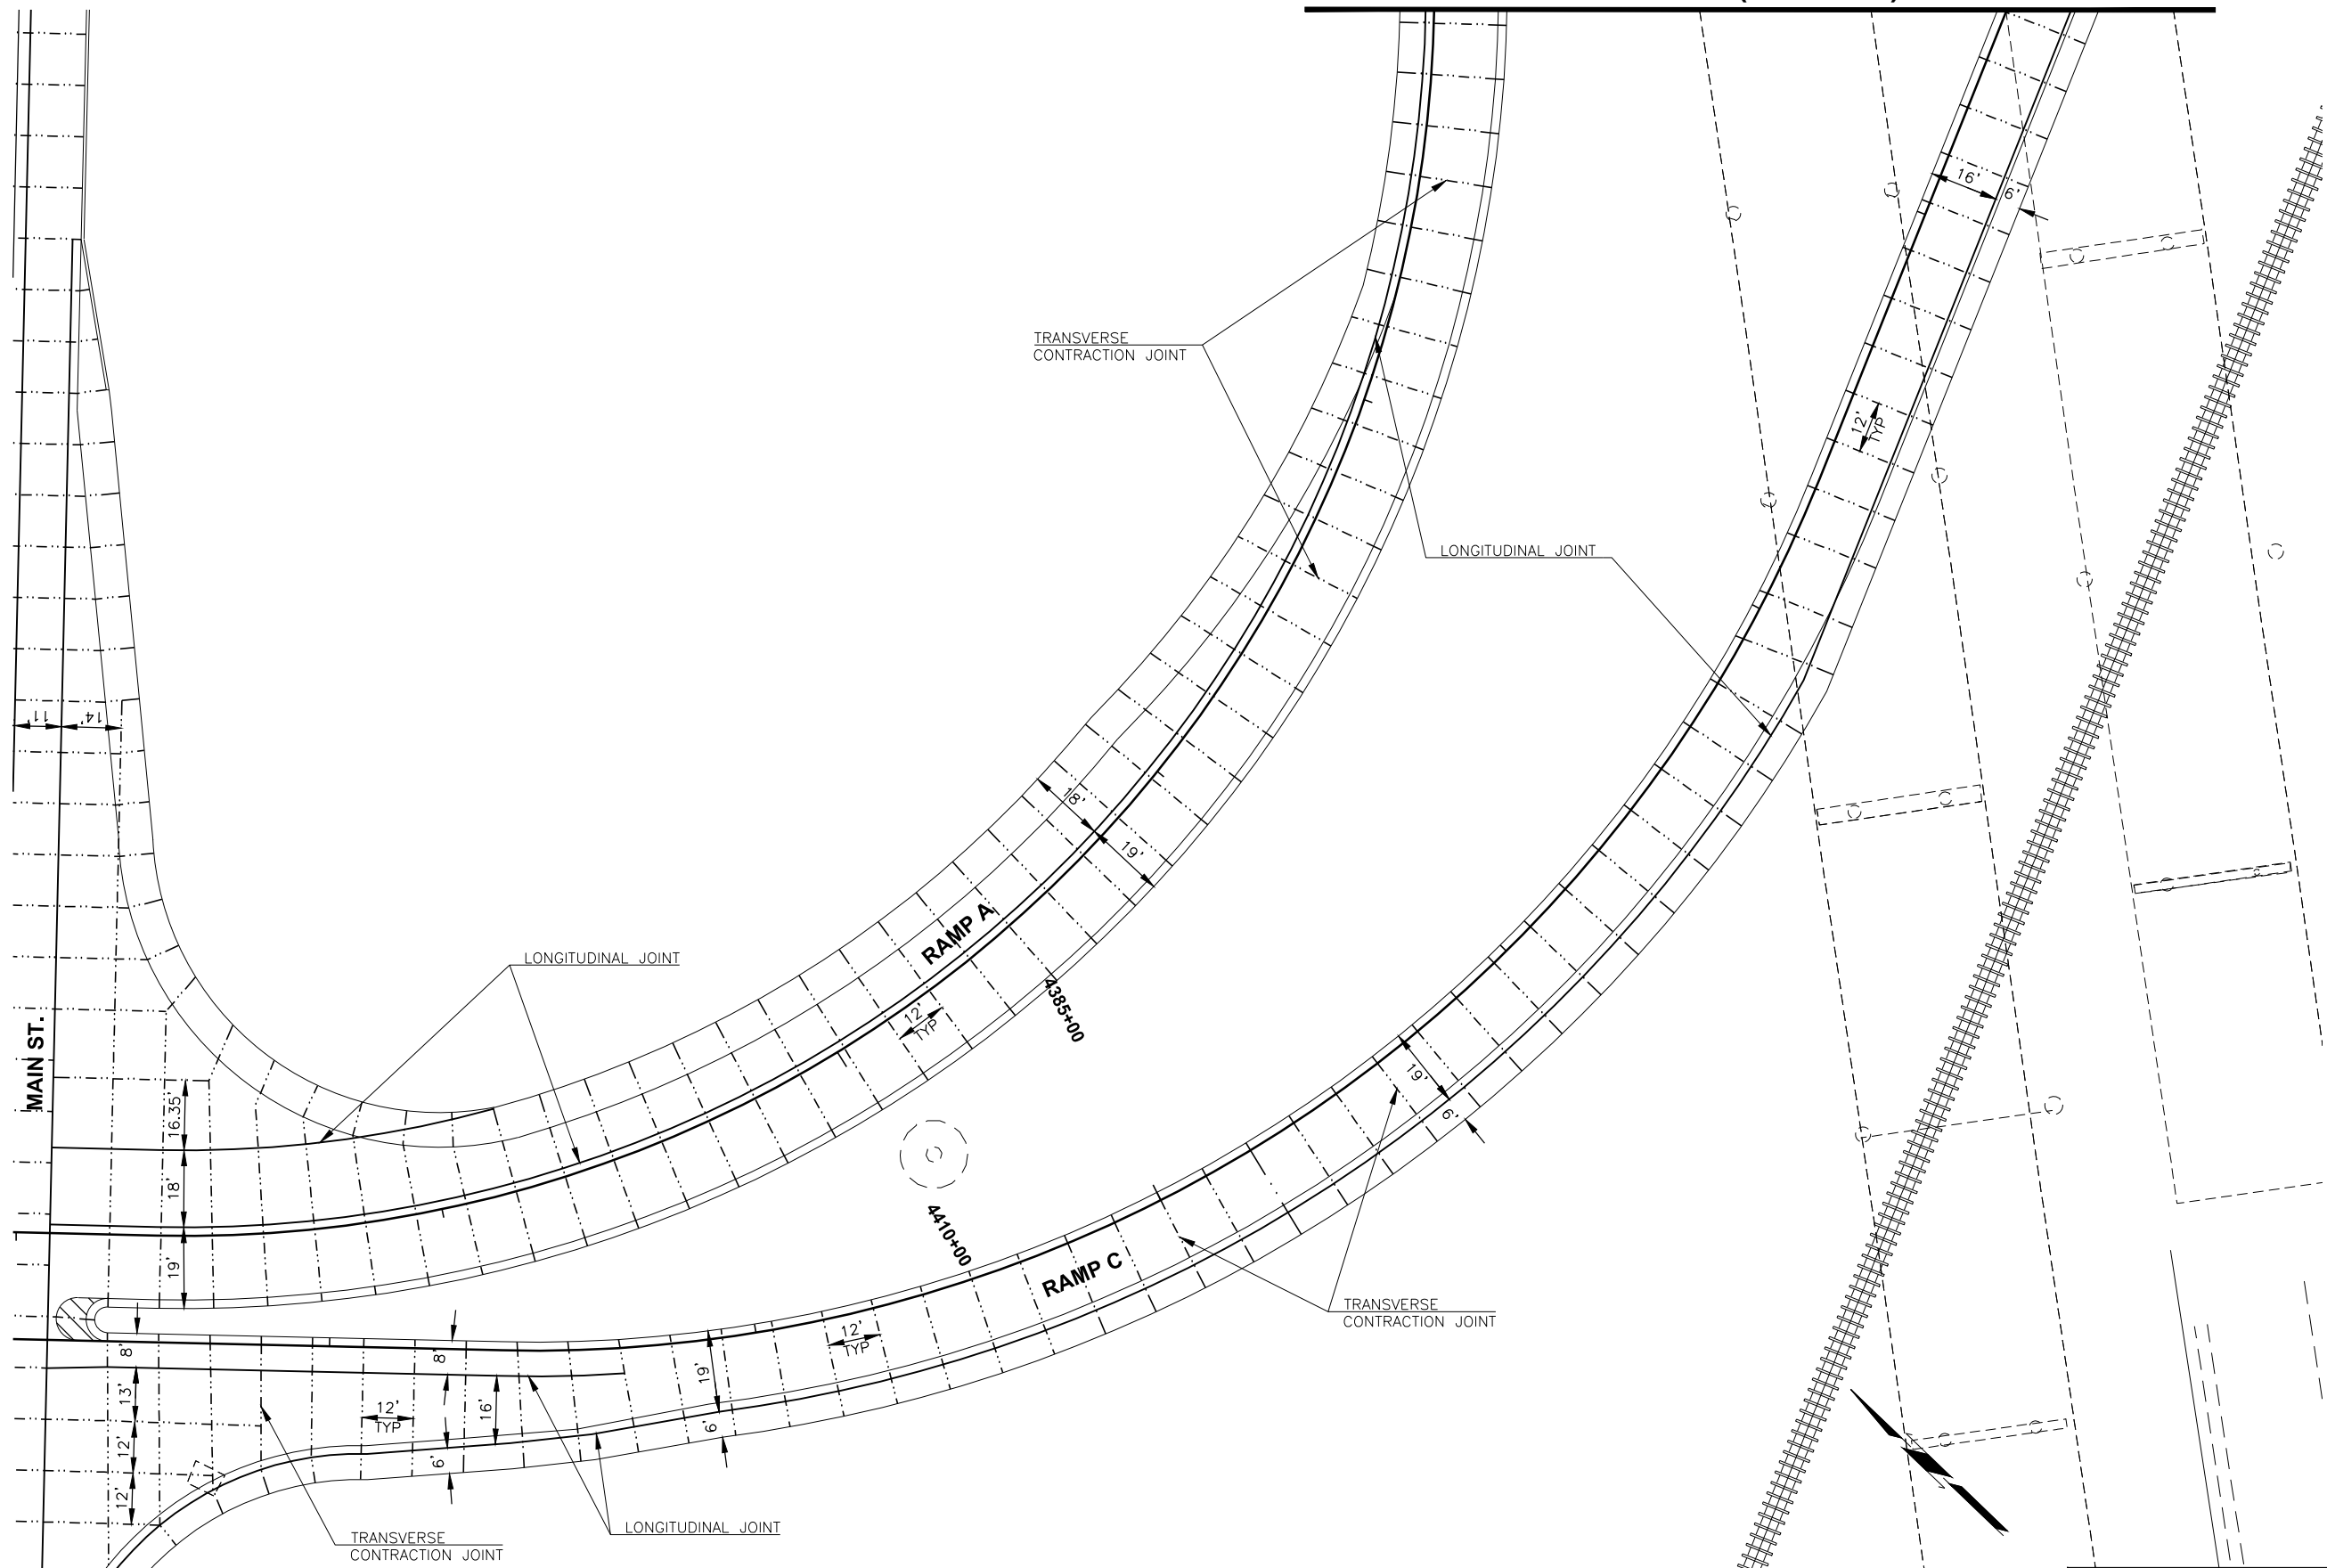 16'
6'
TRANSVERSE
CONTRACTION JOINT
12'
TYP
LONGITUDINAL JOINT
11'
14'
18'
19'
RAMP A
LONGITUDINAL JOINT
12'
TYP
4385+00
MAIN ST.
16.35'
18'
19'
19'
6'
4410+00
RAMP C
TRANSVERSE
CONTRACTION JOINT
8'
8'
12'
TYP
19'
13'
12'
TYP
16'
6'
12'
6'
12'
LONGITUDINAL JOINT
TRANSVERSE
CONTRACTION JOINT